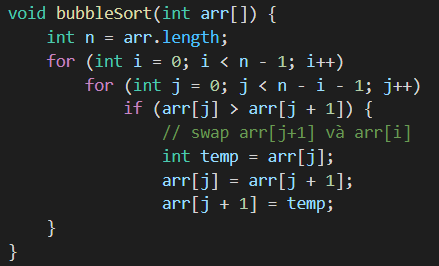 void bubbleSort(int arr[]) {
    int n = arr.length;
    for (int i = 0; i < n - 1; i++)
        for (int j = 0; j < n - i - 1; j++)
            if (arr[j] > arr[j + 1]) {
                // swap arr[j+1] và arr[i]
                int temp = arr[j];
                arr[j] = arr[j + 1];
                arr[j + 1] = temp;
    }
}